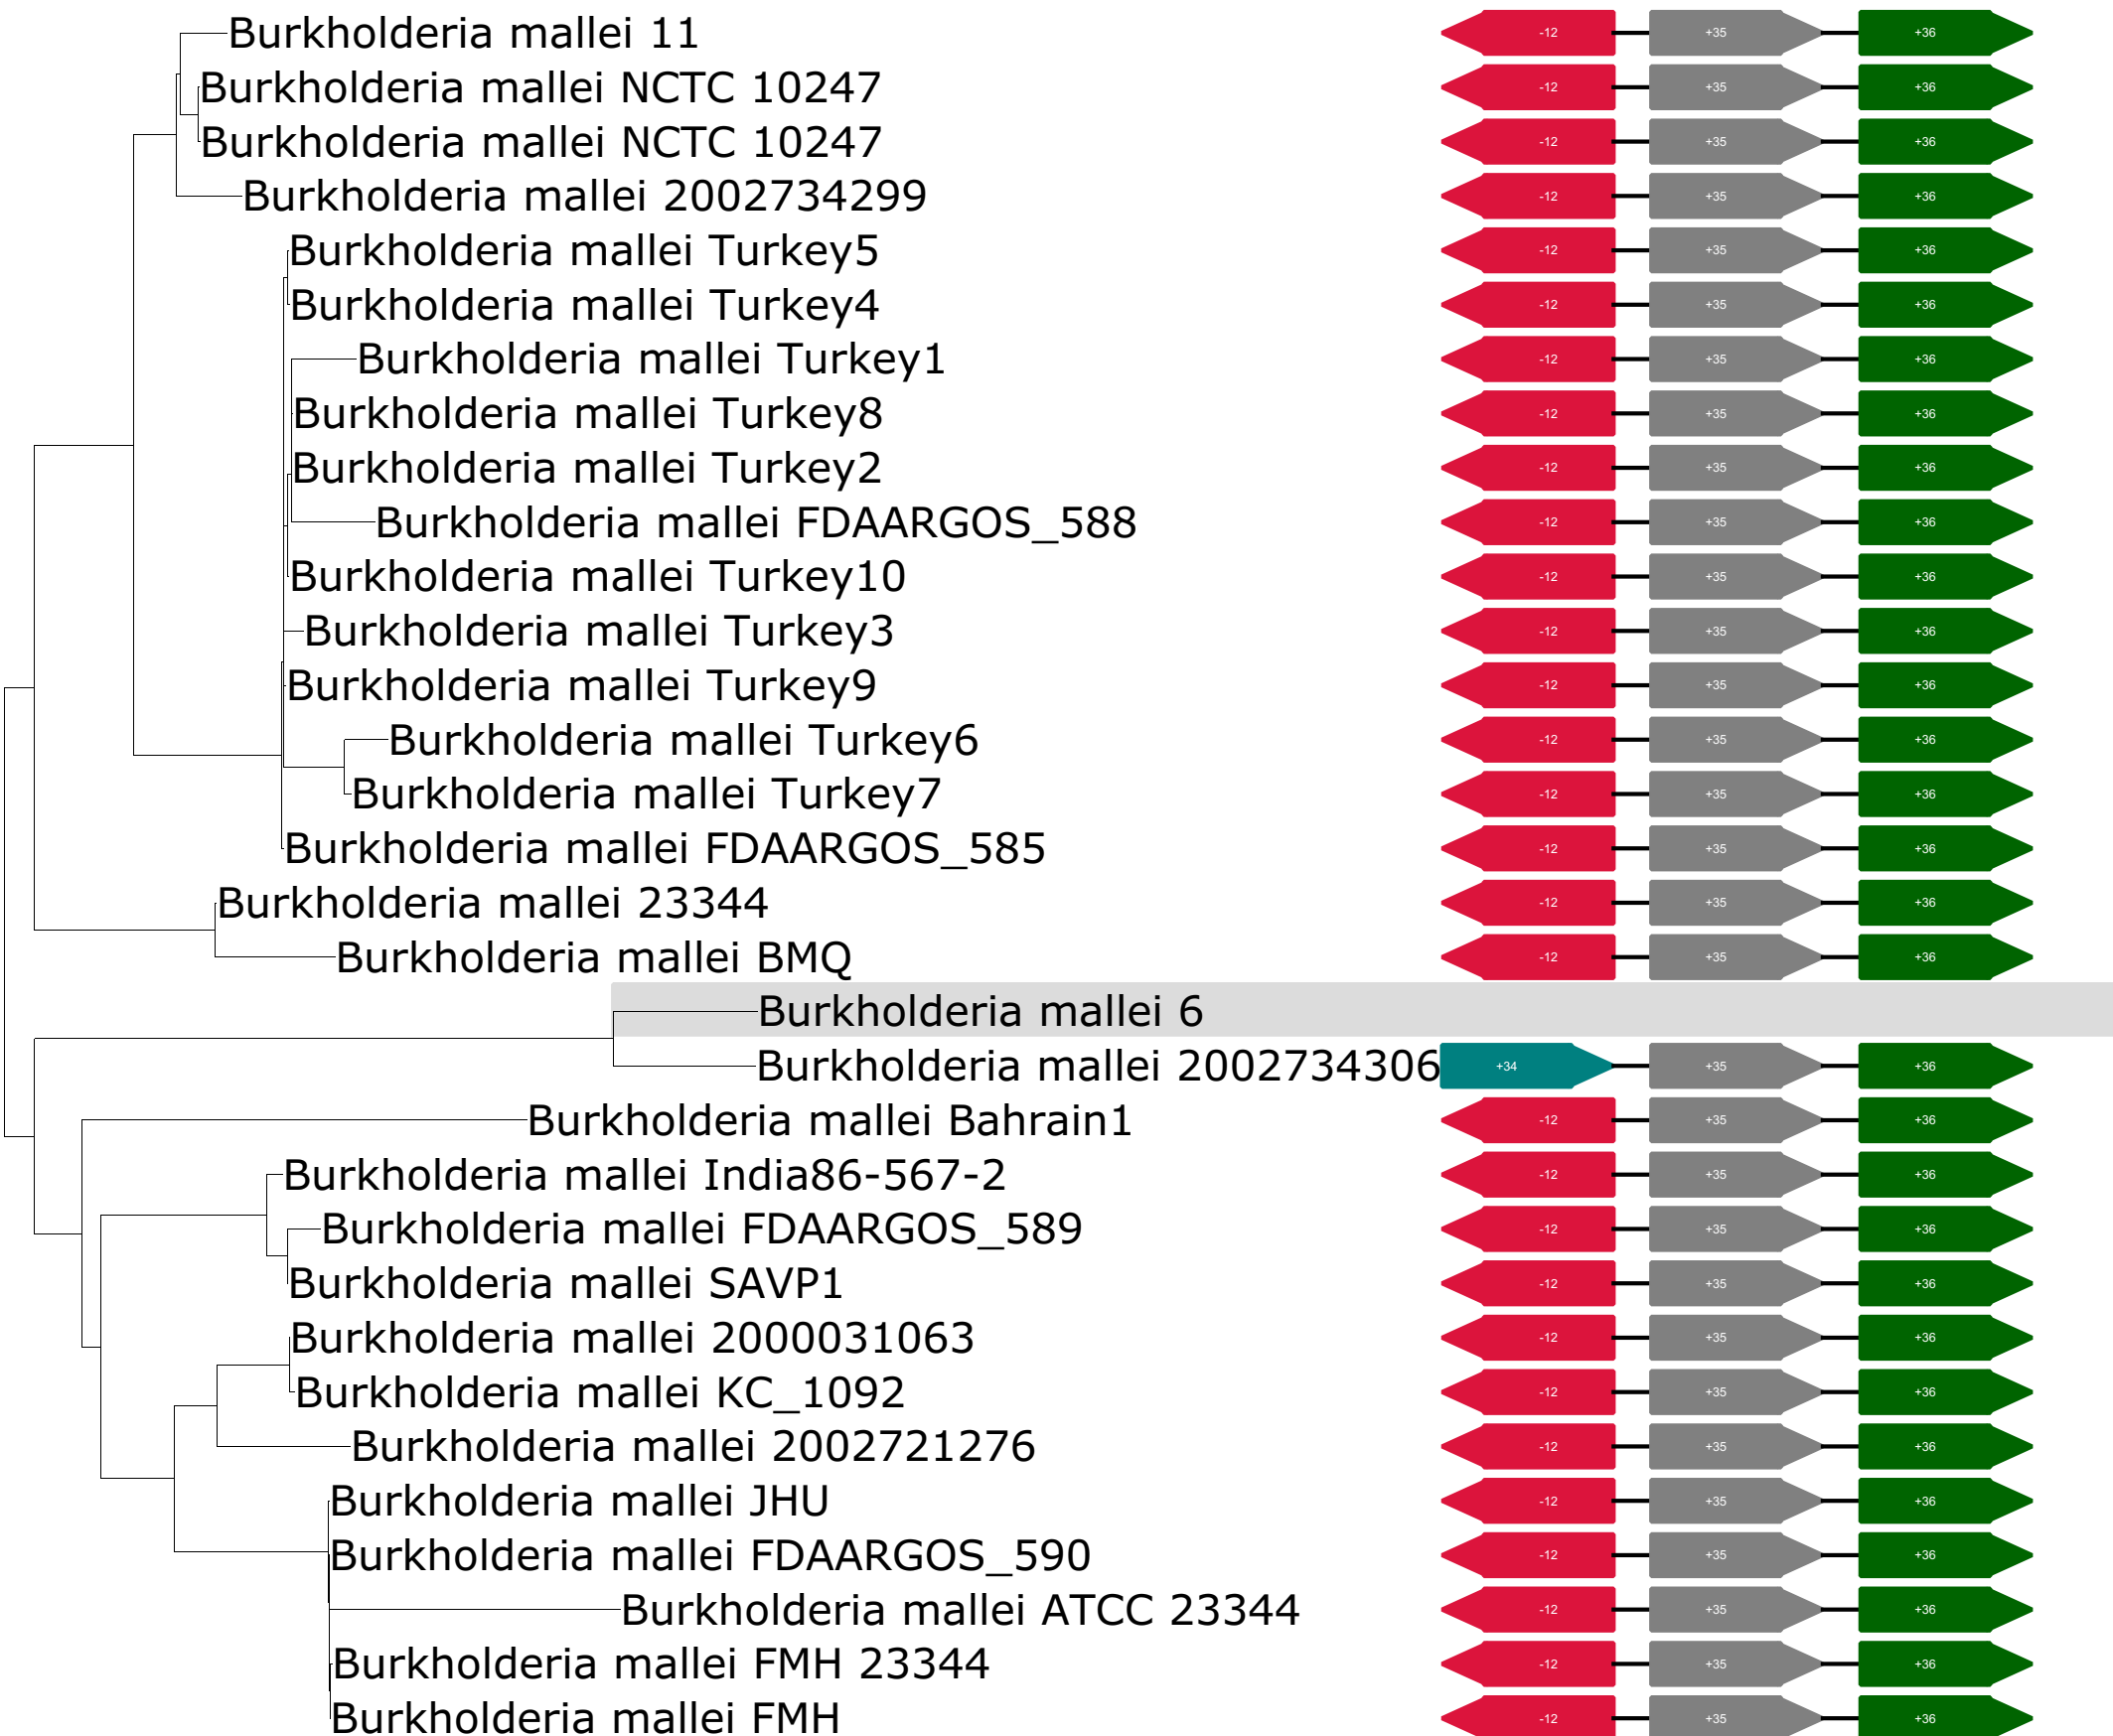 Burkholderia mallei 11 -12 +35 +36
Burkholderia mallei NCTC 10247 -12 +35 +36
Burkholderia mallei NCTC 10247 -12 +35 +36
Burkholderia mallei 2002734299 -12 +35 +36
Burkholderia mallei Turkey5 -12 +35 +36
Burkholderia mallei Turkey4 -12 +35 +36
Burkholderia mallei Turkey1 -12 +35 +36
Burkholderia mallei Turkey8 -12 +35 +36
Burkholderia mallei Turkey2 -12 +35 +36
Burkholderia mallei FDAARGOS_588 -12 +35 +36
Burkholderia mallei Turkey10 -12 +35 +36
Burkholderia mallei Turkey3 -12 +35 +36
Burkholderia mallei Turkey9 -12 +35 +36
Burkholderia mallei Turkey6 -12 +35 +36
Burkholderia mallei Turkey7 -12 +35 +36
Burkholderia mallei FDAARGOS_585 -12 +35 +36
Burkholderia mallei 23344 -12 +35 +36
Burkholderia mallei BMQ -12 +35 +36
Burkholderia mallei 6
Burkholderia mallei 2002734306 +34 +35 +36
Burkholderia mallei Bahrain1 -12 +35 +36
Burkholderia mallei India86-567-2 -12 +35 +36
Burkholderia mallei FDAARGOS_589 -12 +35 +36
Burkholderia mallei SAVP1 -12 +35 +36
Burkholderia mallei 2000031063 -12 +35 +36
Burkholderia mallei KC_1092 -12 +35 +36
Burkholderia mallei 2002721276 -12 +35 +36
Burkholderia mallei JHU -12 +35 +36
Burkholderia mallei FDAARGOS_590 -12 +35 +36
Burkholderia mallei ATCC 23344 -12 +35 +36
Burkholderia mallei FMH 23344 -12 +35 +36
Burkholderia mallei FMH -12 +35 +36